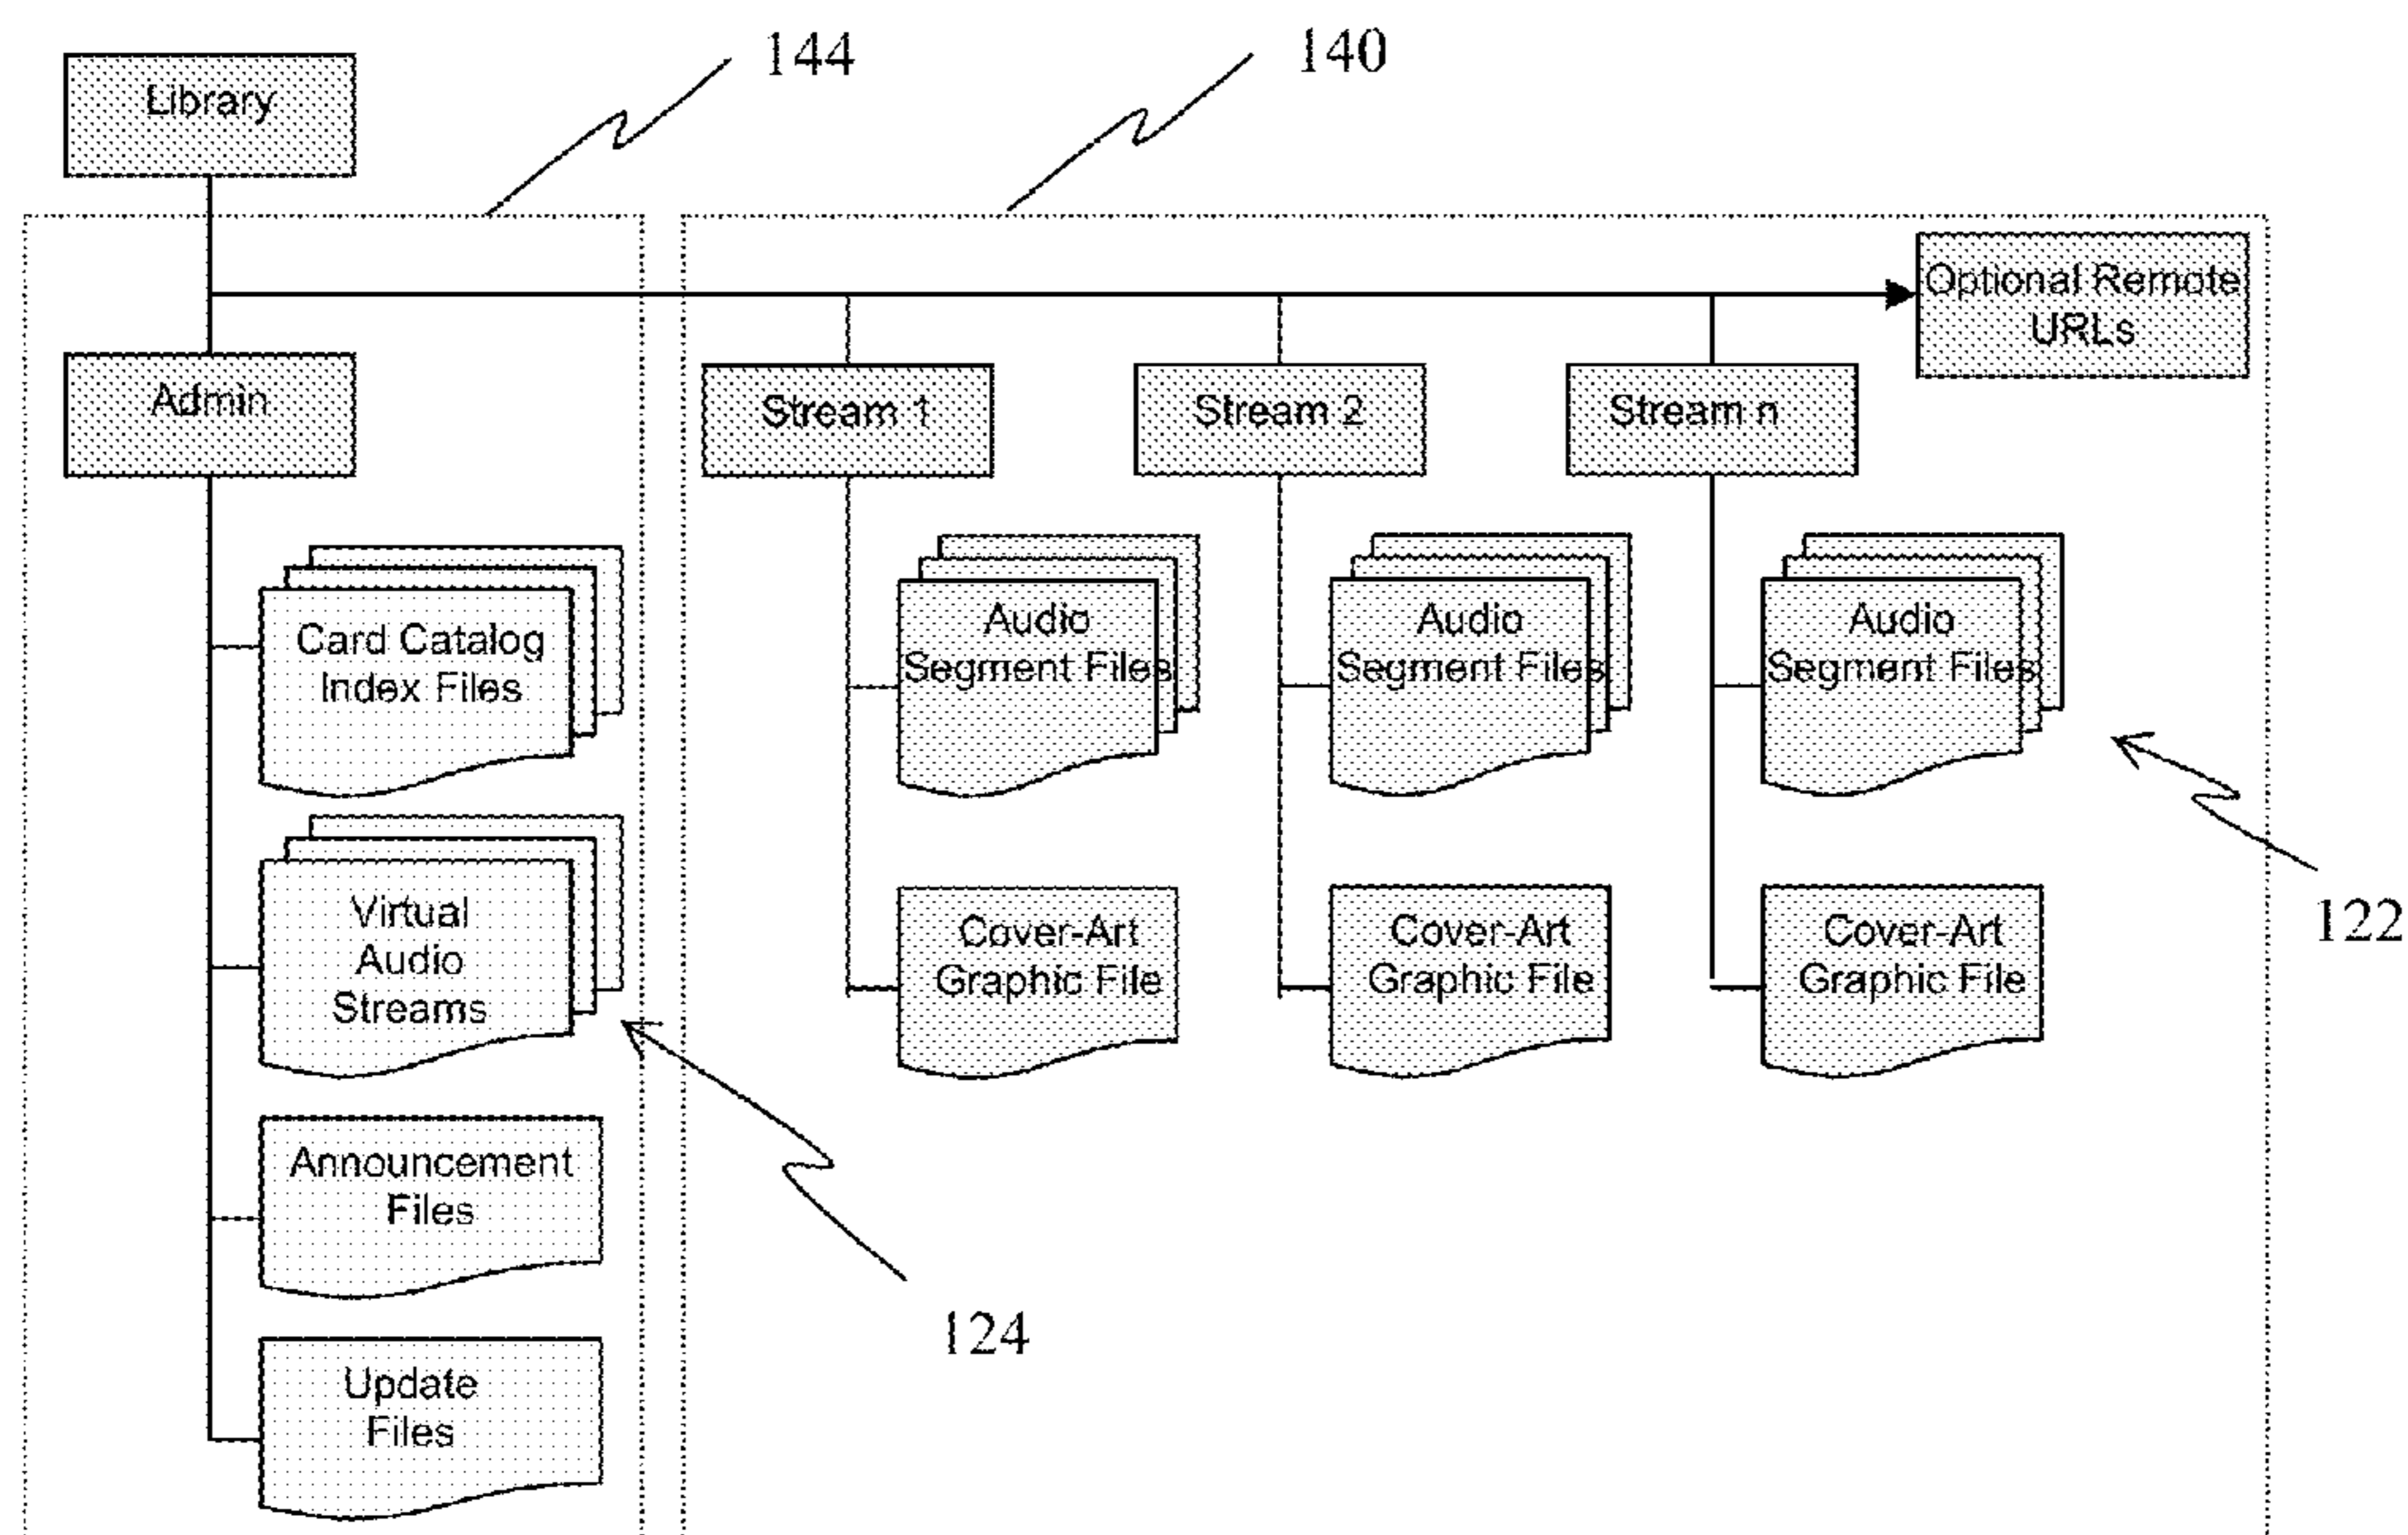 144
140
Library
Optional Remote
URLs
Admin
Stream 1
Stream 2
Stream n
Card Catalog
Index Files
Audio
Segment Files
Audio
Segment Files
Audio
Segment Files
Virtual
Audio
Streams
Cover-Art
Graphic File
Cover-Art
Graphic File
Cover-Art
Graphic File
122
Announcement
Files
124
Update
Files